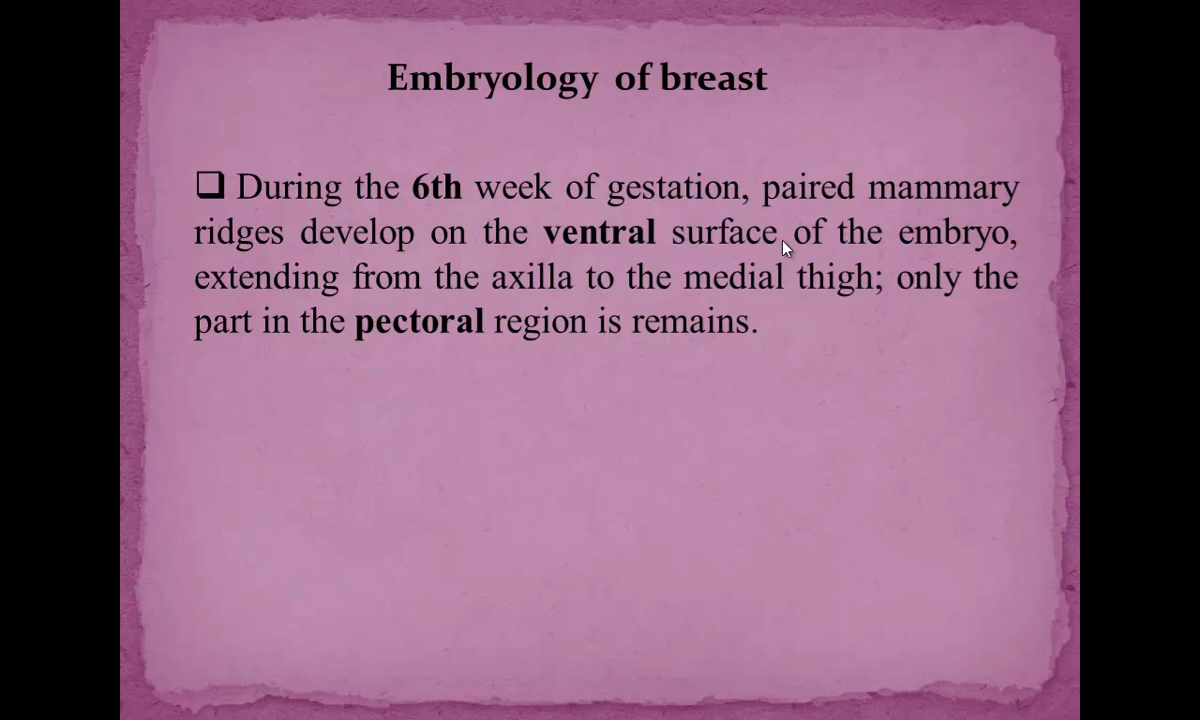 Embryology of breast
❑ During the 6th week of gestation, paired mammary
ridges develop on the ventral surface of the embryo,
extending from the axilla to the medial thigh; only the
part in the pectoral region is remains.